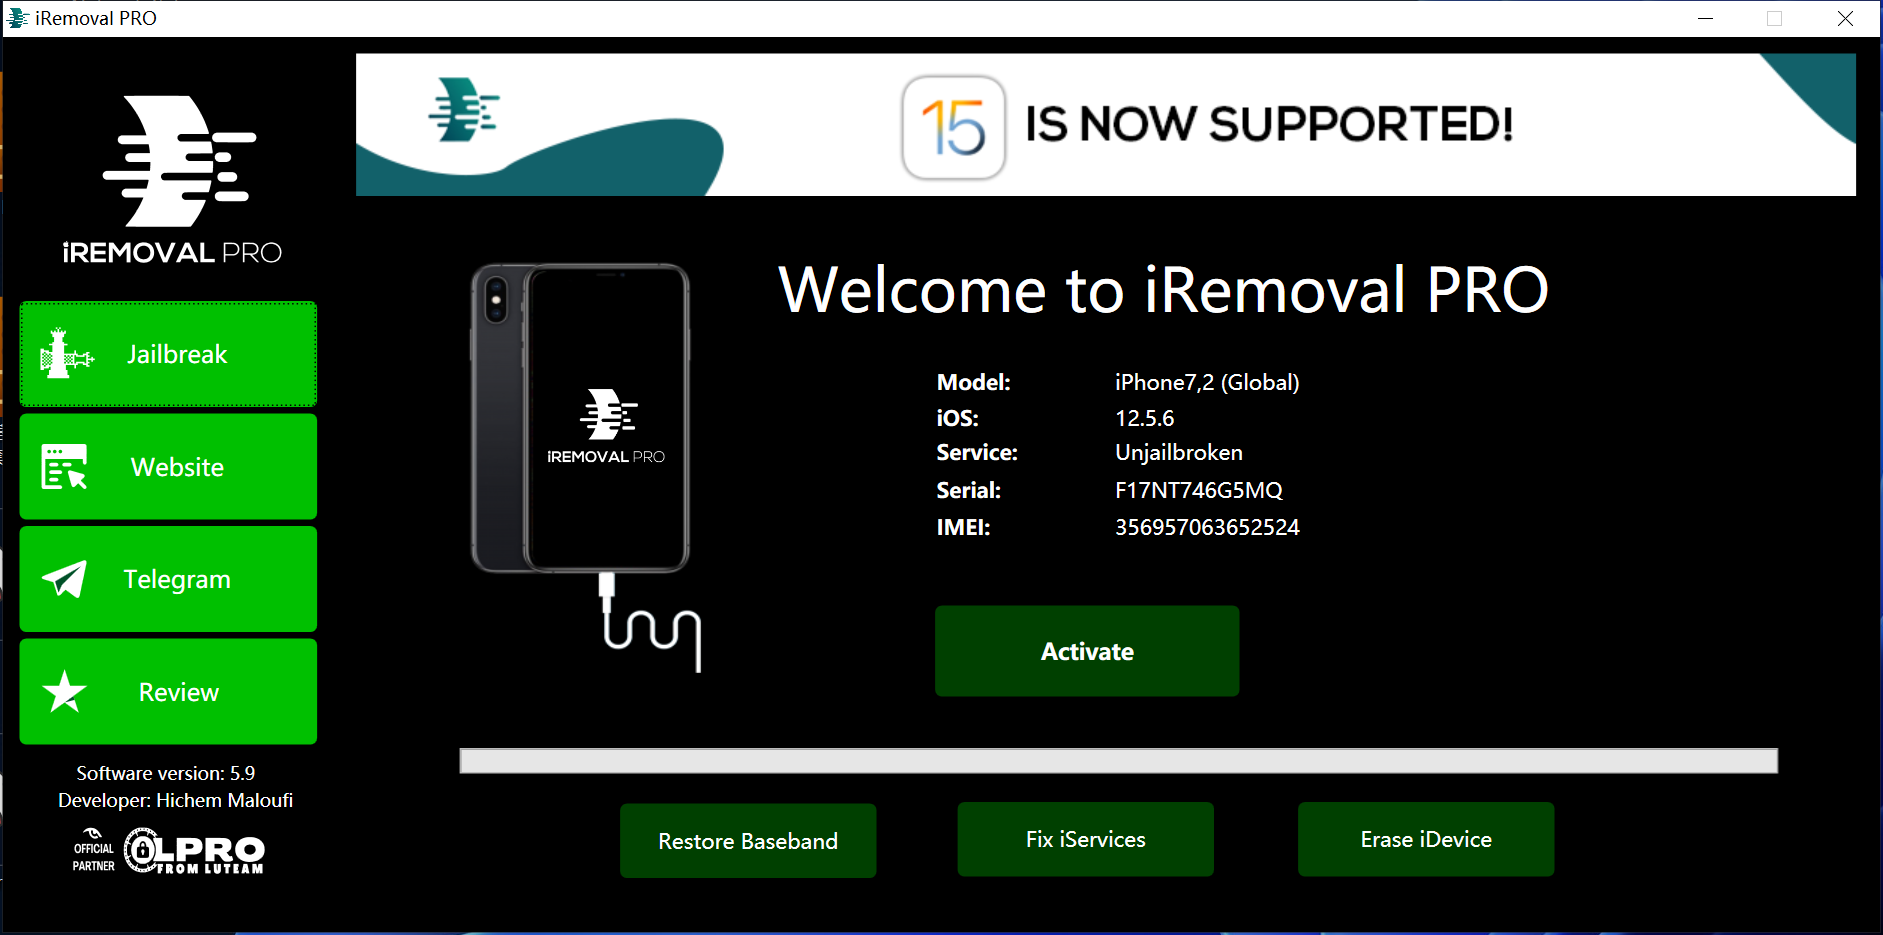 iRemoval PRO
iREMOVAL PRO
15 IS NOW SUPPORTED!
Welcome to iRemoval PRO
iREMOVAL PRO
Model: iPhone7,2 (Global)
iOS: 12.5.6
Service: Unjailbroken
Serial: F17NT746G5MQ
IMEI: 356957063652524
Activate
Jailbreak
Website
Telegram
Review
Software version: 5.9
Developer: Hichem Maloufi
OFFICIAL
PARTNER
OLPRO
FROM LUTEAM
Restore Baseband
Fix iServices
Erase iDevice